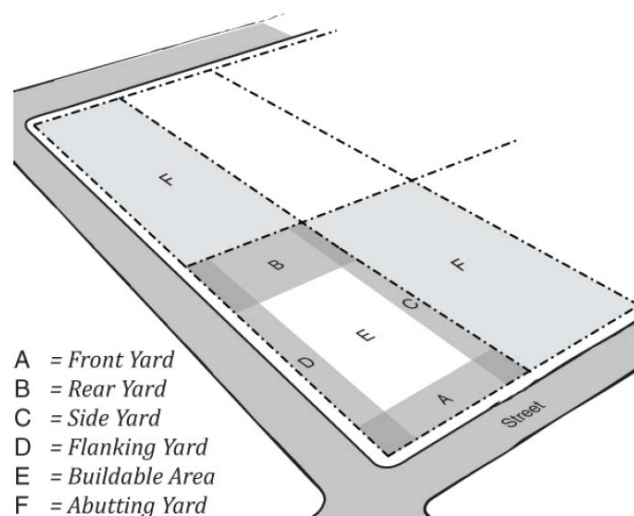 F
B
F
C
E
D
A
Street
A = Front Yard
B = Rear Yard
C = Side Yard
D = Flanking Yard
E = Buildable Area
F = Abutting Yard